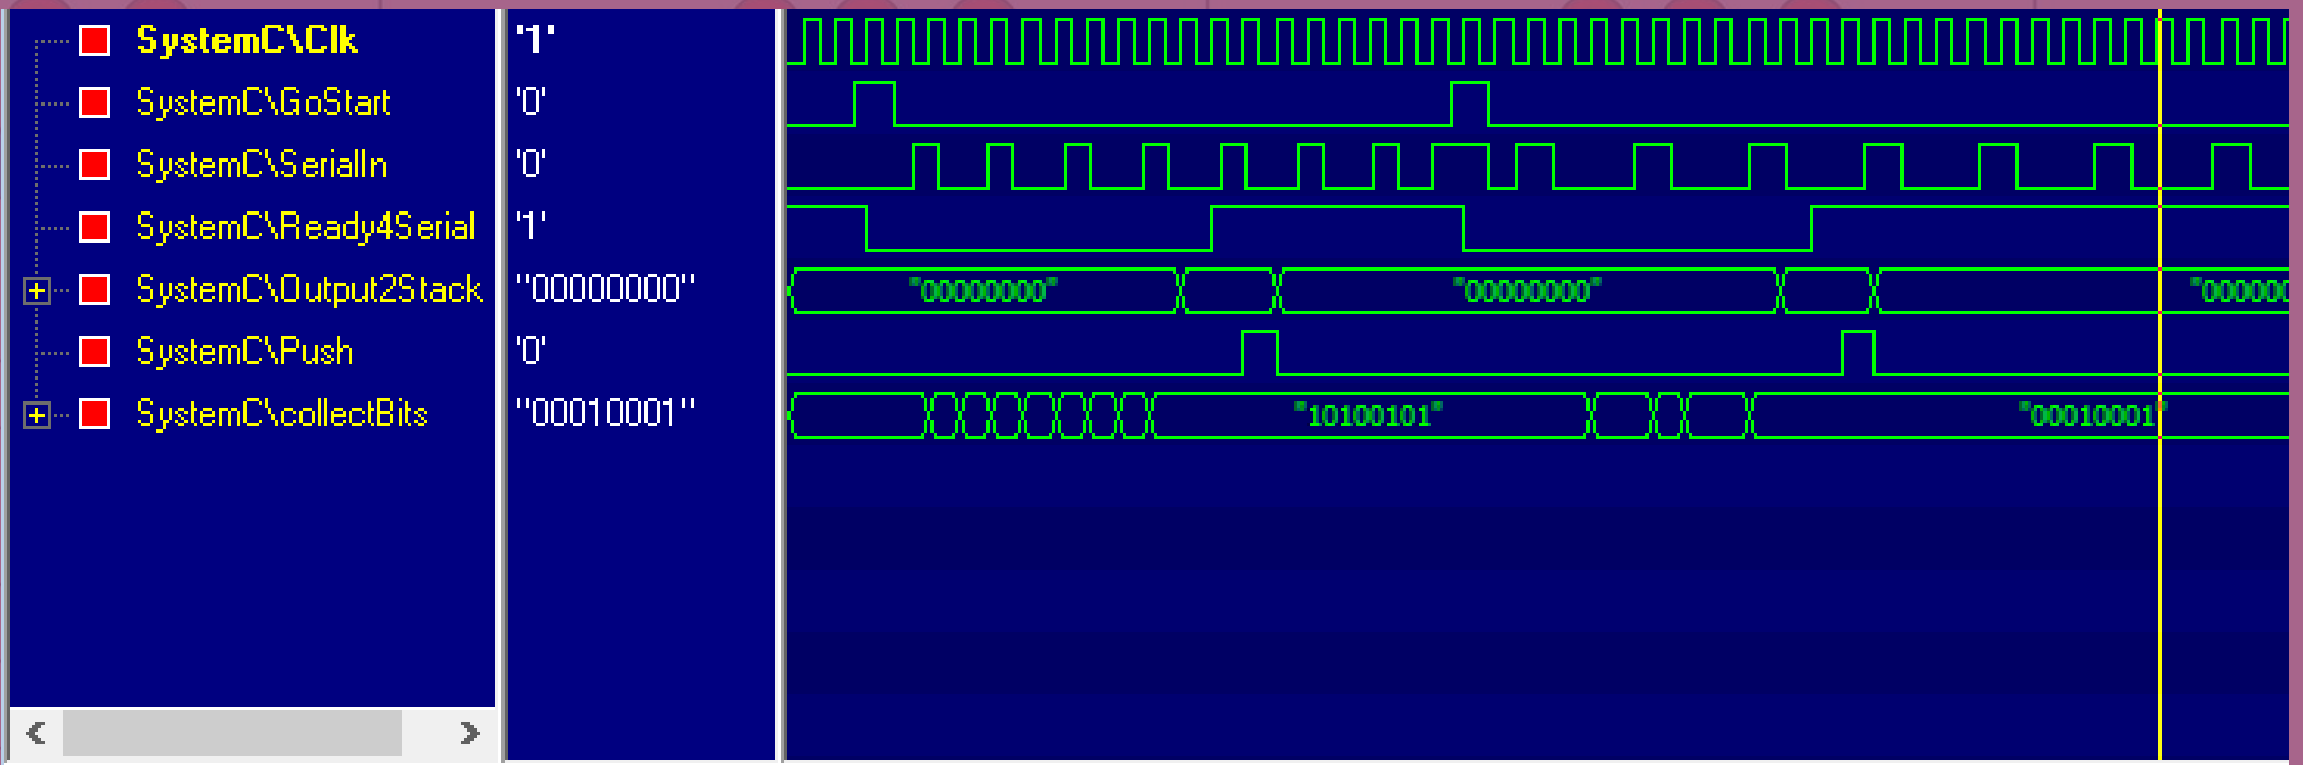 SystemC\Clk '1'
SystemC\GoStart '0'
SystemC\SerialIn '0'
SystemC\Ready4Serial '1'
SystemC\Output2Stack "00000000" "00000000" "00000000" "000000
SystemC\Push '0'
SystemC\collectBits "00010001" "10100101" "00010001"